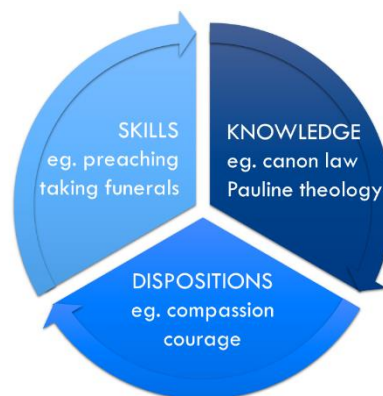 SKILLS
eg. preaching
taking funerals
KNOWLEDGE
eg. canon law
Pauline theology
DISPOSITIONS
eg. compassion
courage